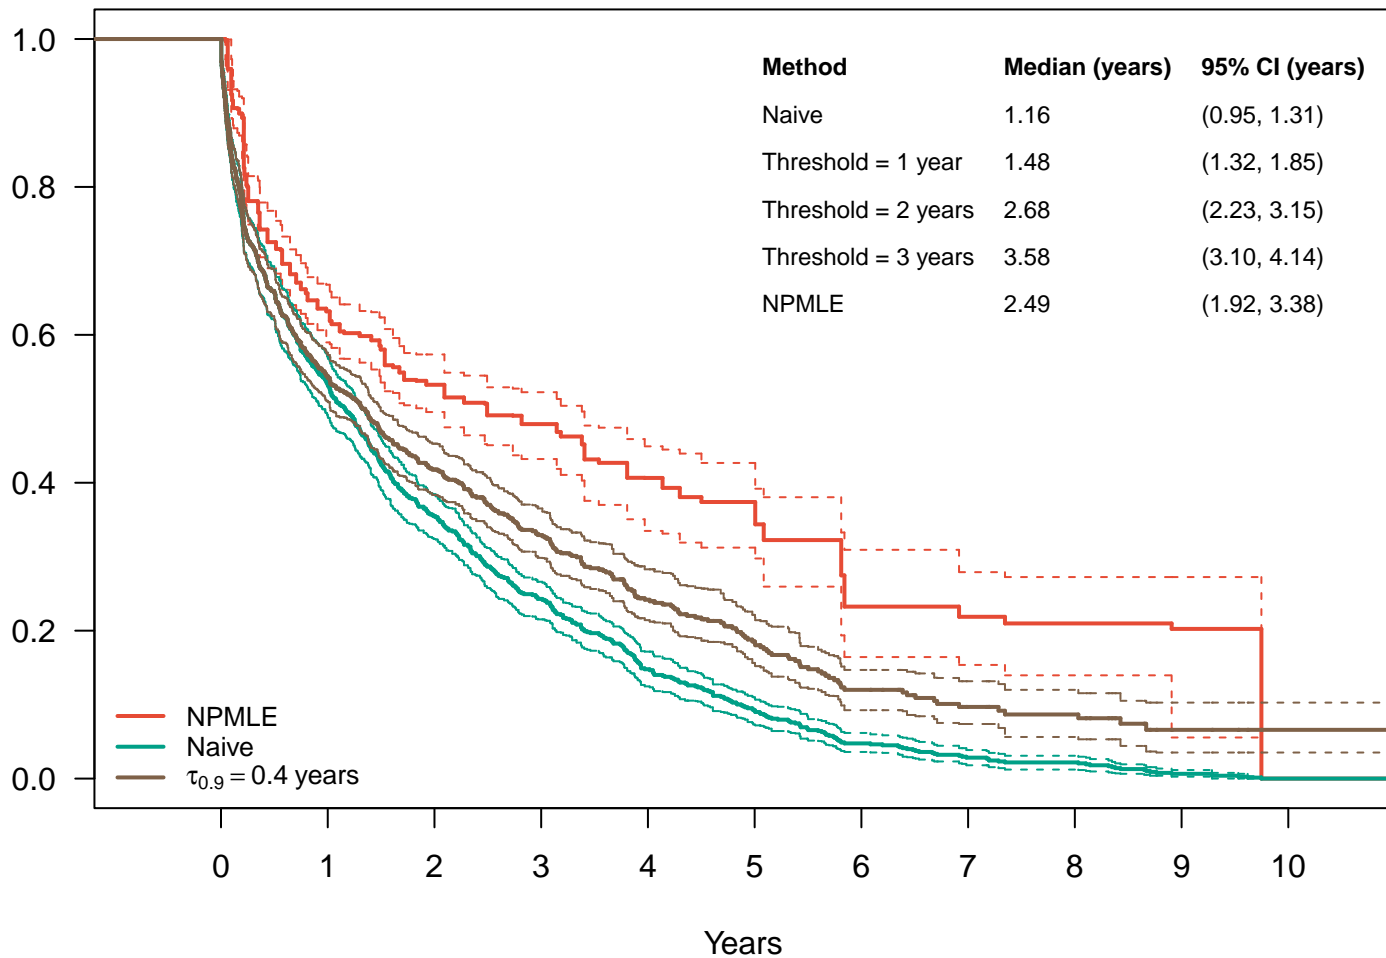 1.0
0.8
0.6
0.4
0.2
0.0
Method Median (years) 95% CI (years)
Naive 1.16 (0.95, 1.31)
Threshold = 1 year 1.48 (1.32, 1.85)
Threshold = 2 years 2.68 (2.23, 3.15)
Threshold = 3 years 3.58 (3.10, 4.14)
NPMLE 2.49 (1.92, 3.38)
NPMLE
Naive
τ0.9 = 0.4 years
0 1 2 3 4 5 6 7 8 9 10
Years